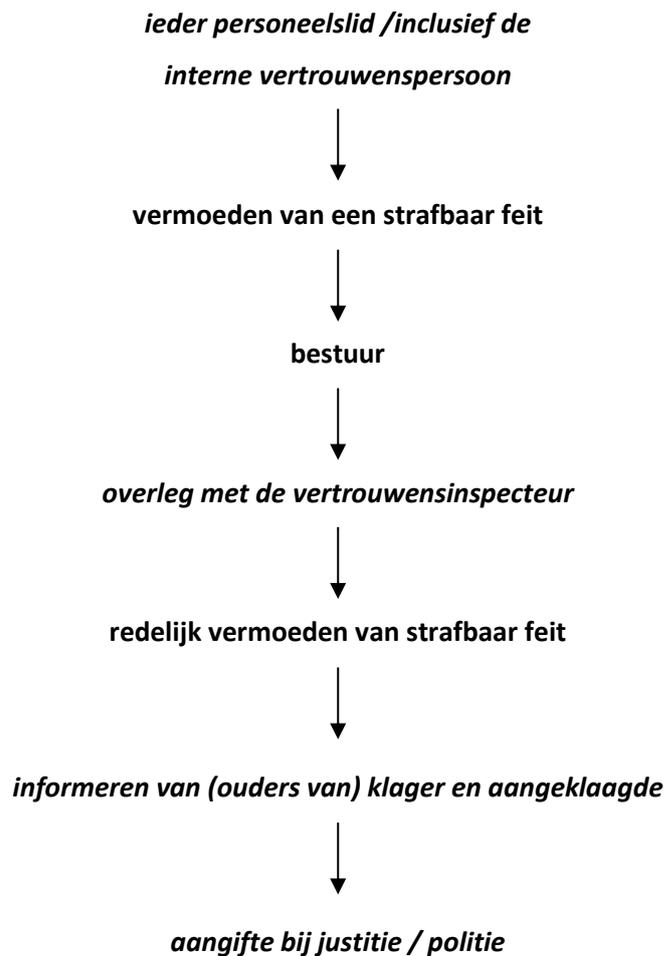 ieder personeelslid /inclusief de
interne vertrouwenspersoon
vermoeden van een strafbaar feit
bestuur
overleg met de vertrouwensinspecteur
redelijk vermoeden van strafbaar feit
informeren van (ouders van) klager en aangeklaagde
aangifte bij justitie / politie